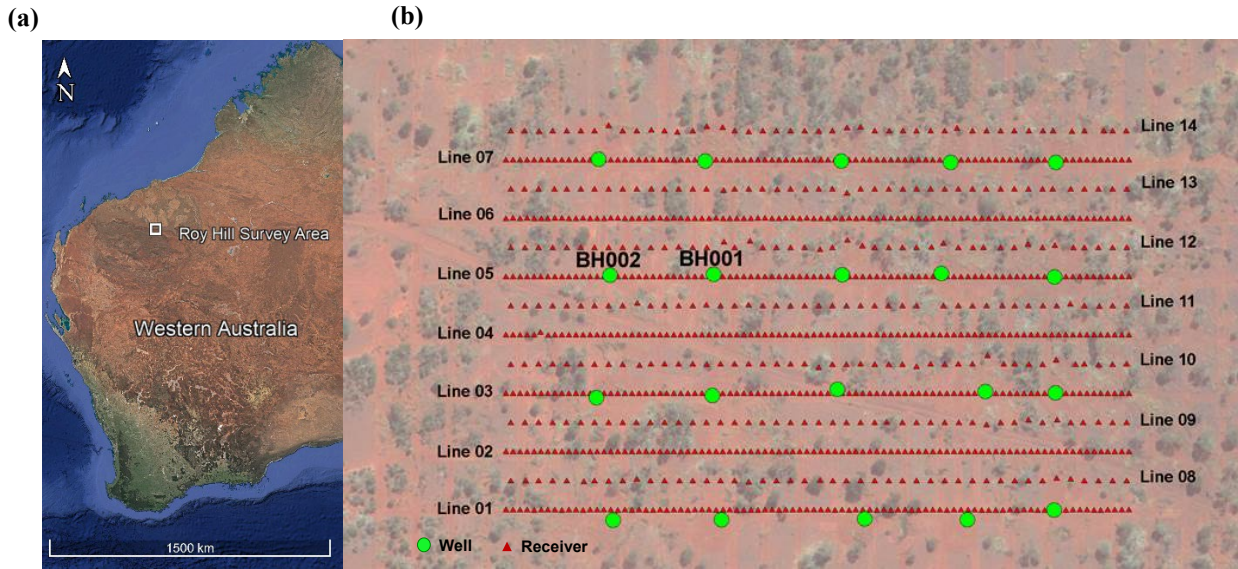 (a)
(b)
N
Roy Hill Survey Area
Western Australia
1500 km
Line 14
Line 07
Line 13
Line 06
Line 12
BH002
BH001
Line 05
Line 11
Line 04
Line 10
Line 03
Line 09
Line 02
Line 08
Line 01
Well
Receiver